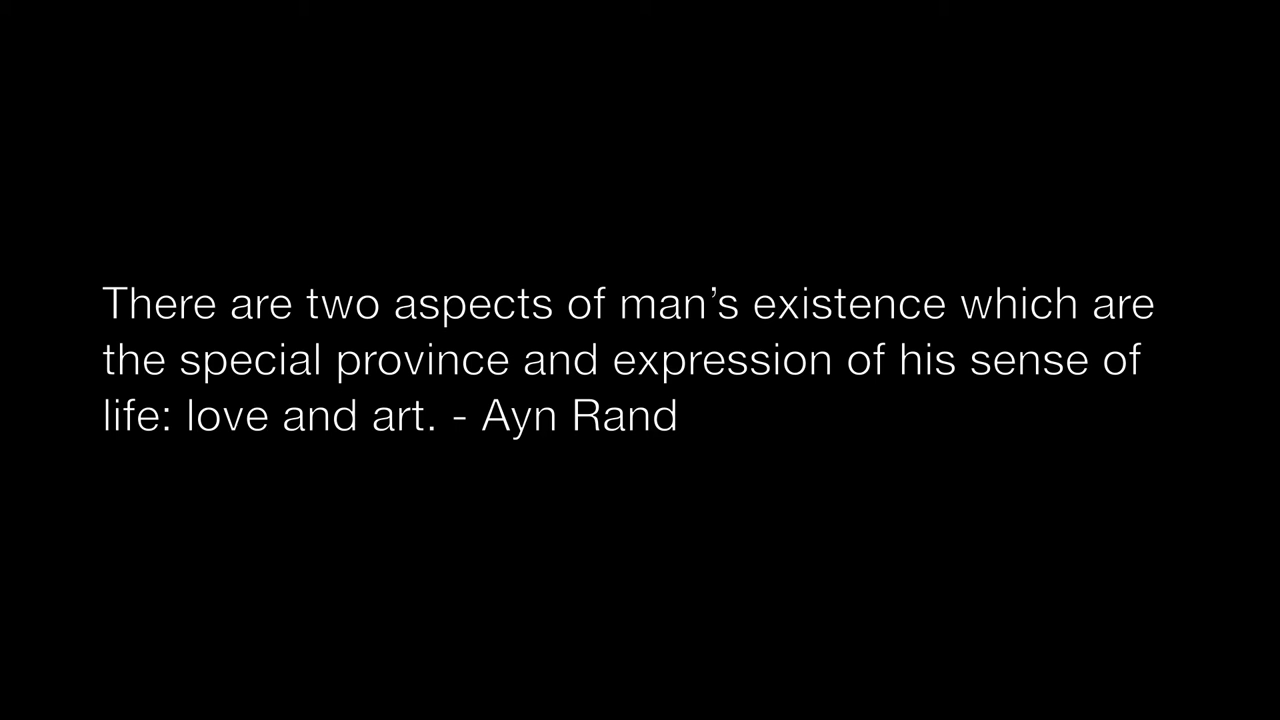 There are two aspects of man’s existence which are
the special province and expression of his sense of
life: love and art. - Ayn Rand